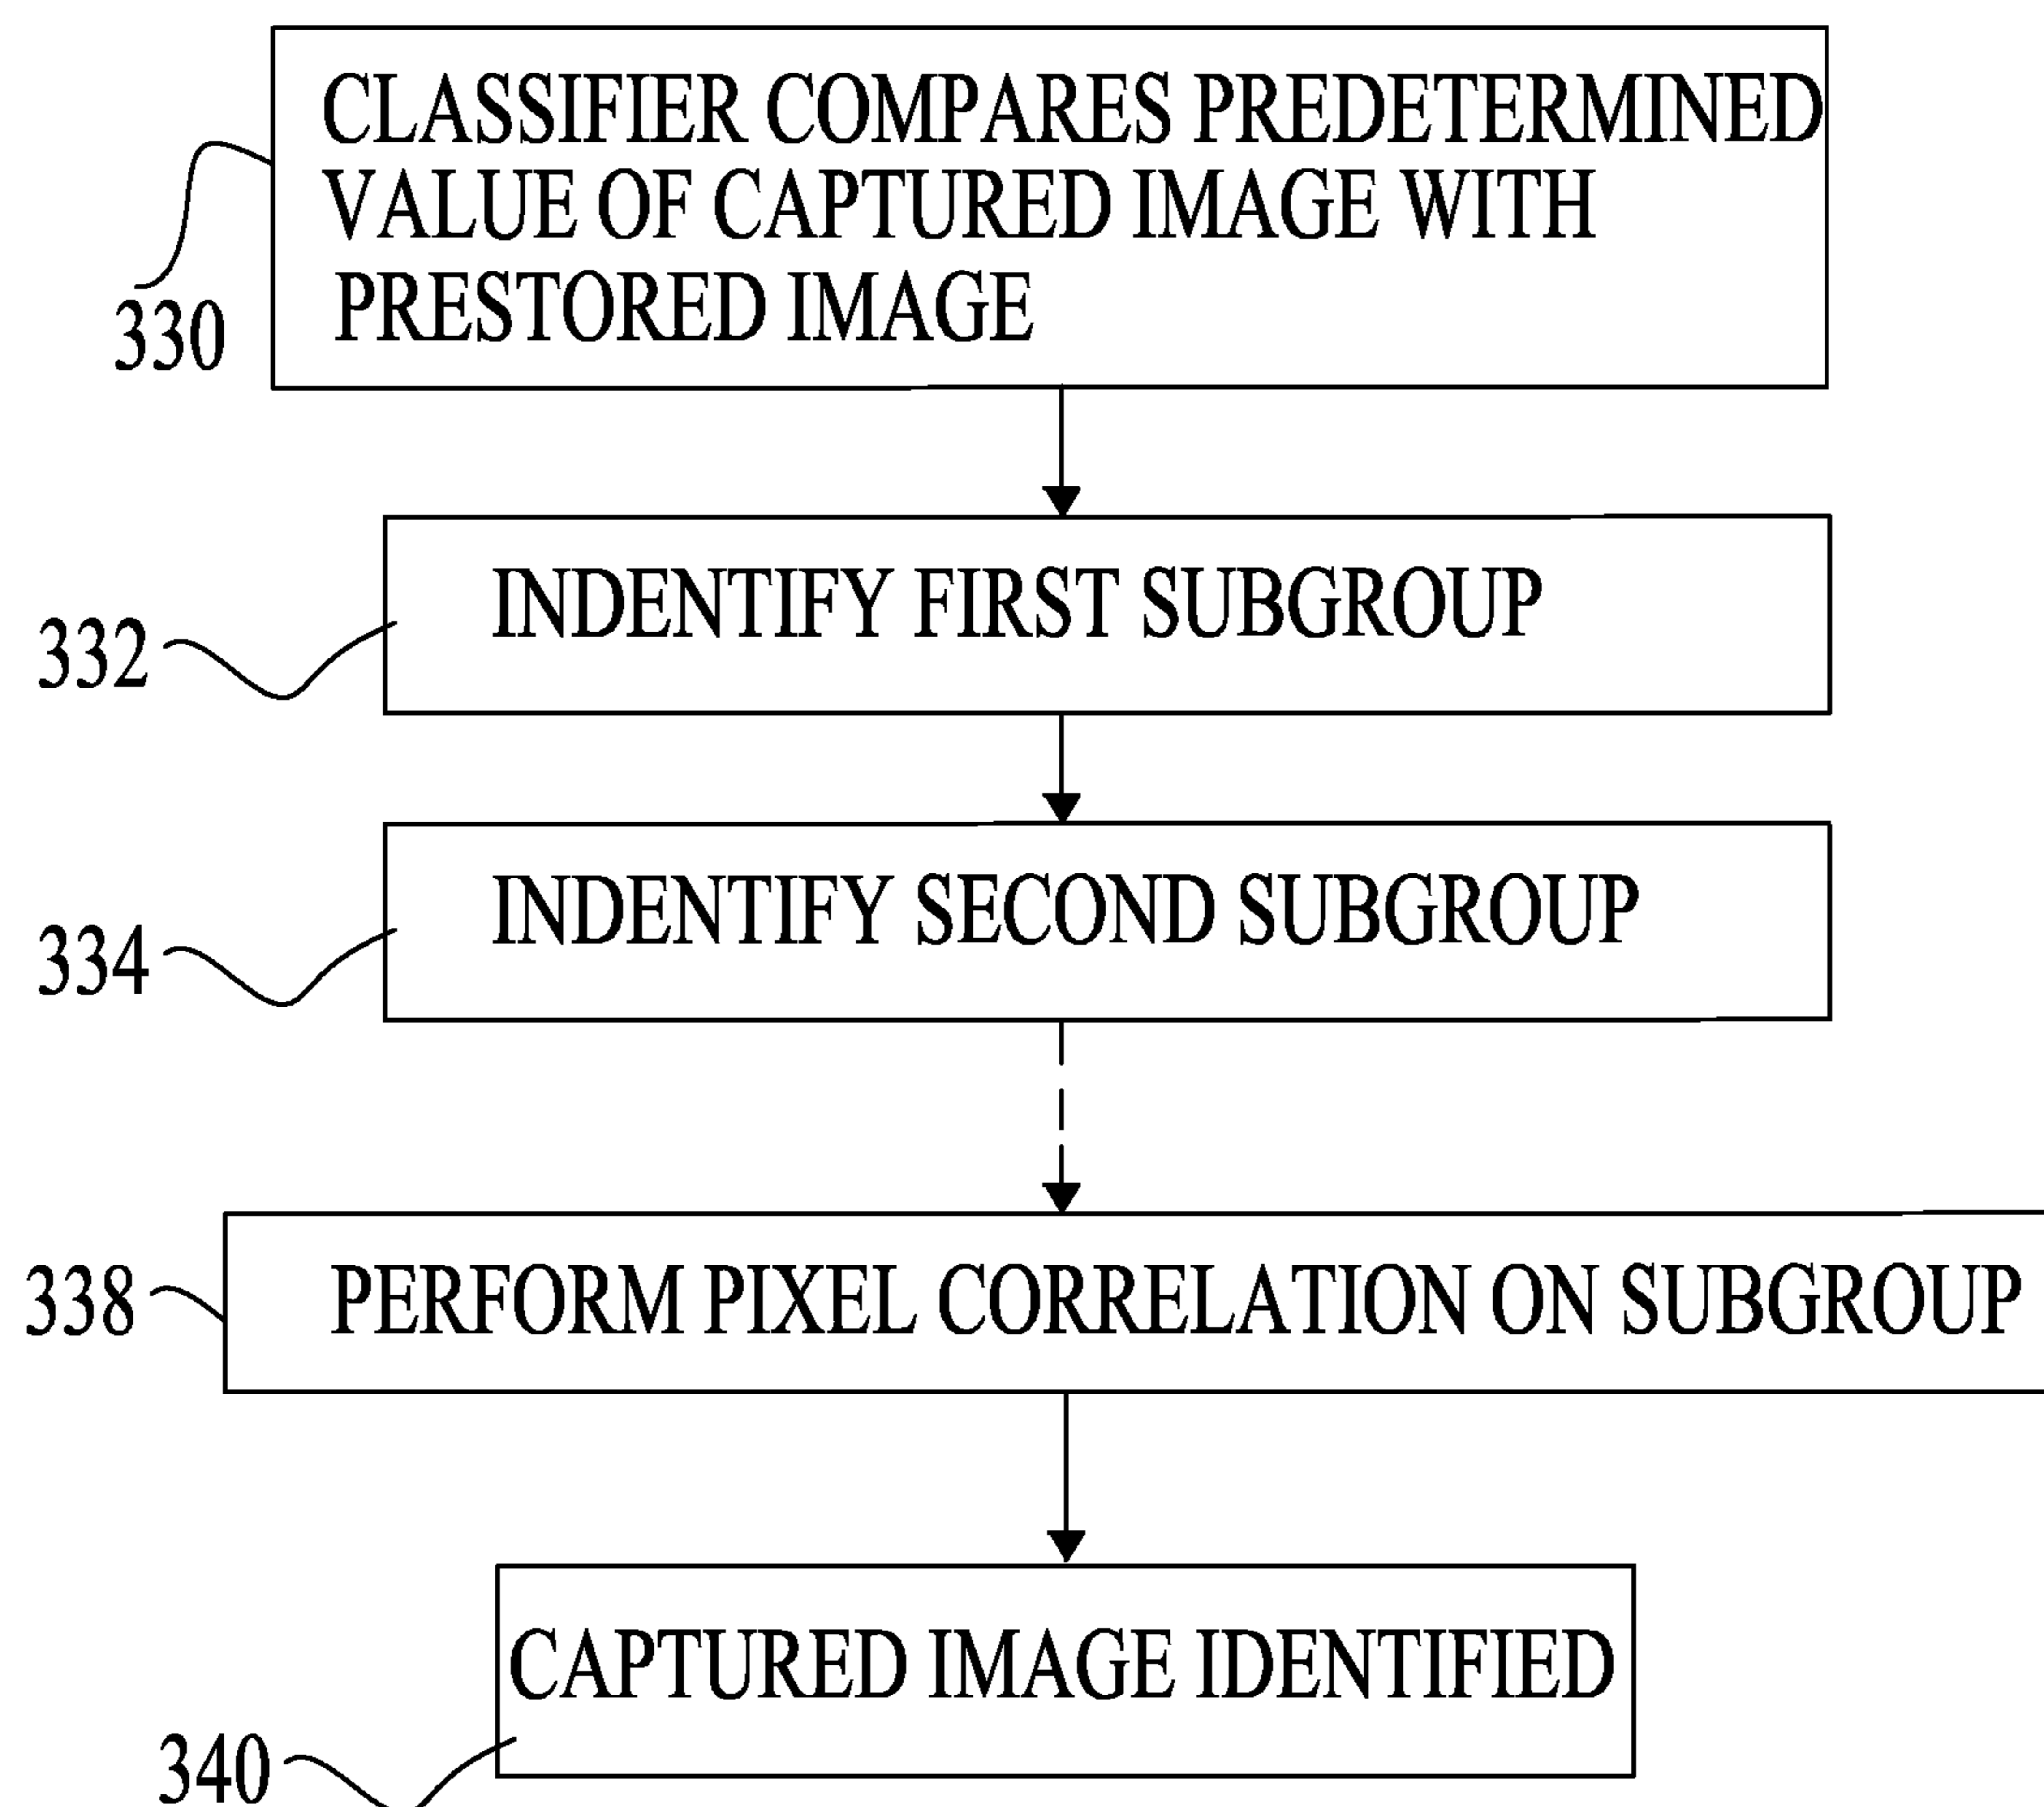 CLASSIFIER COMPARES PREDETERMINED
VALUE OF CAPTURED IMAGE WITH
PRESTORED IMAGE
330
INDENTIFY FIRST SUBGROUP
332
INDENTIFY SECOND SUBGROUP
334
PERFORM PIXEL CORRELATION ON SUBGROUP
338
CAPTURED IMAGE IDENTIFIED
340